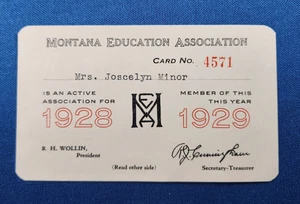 MONTANA EDUCATION ASSOCIATION
CARD NO. 4571
Mrs. Joscelyn Minor
IS AN ACTIVE MEMBER OF THIS
ASSOCIATION FOR THIS YEAR
1928 MEA 1929
R. H. WOLLIN, R.J. Cunningham
President (Read other side) Secretary-Treasurer